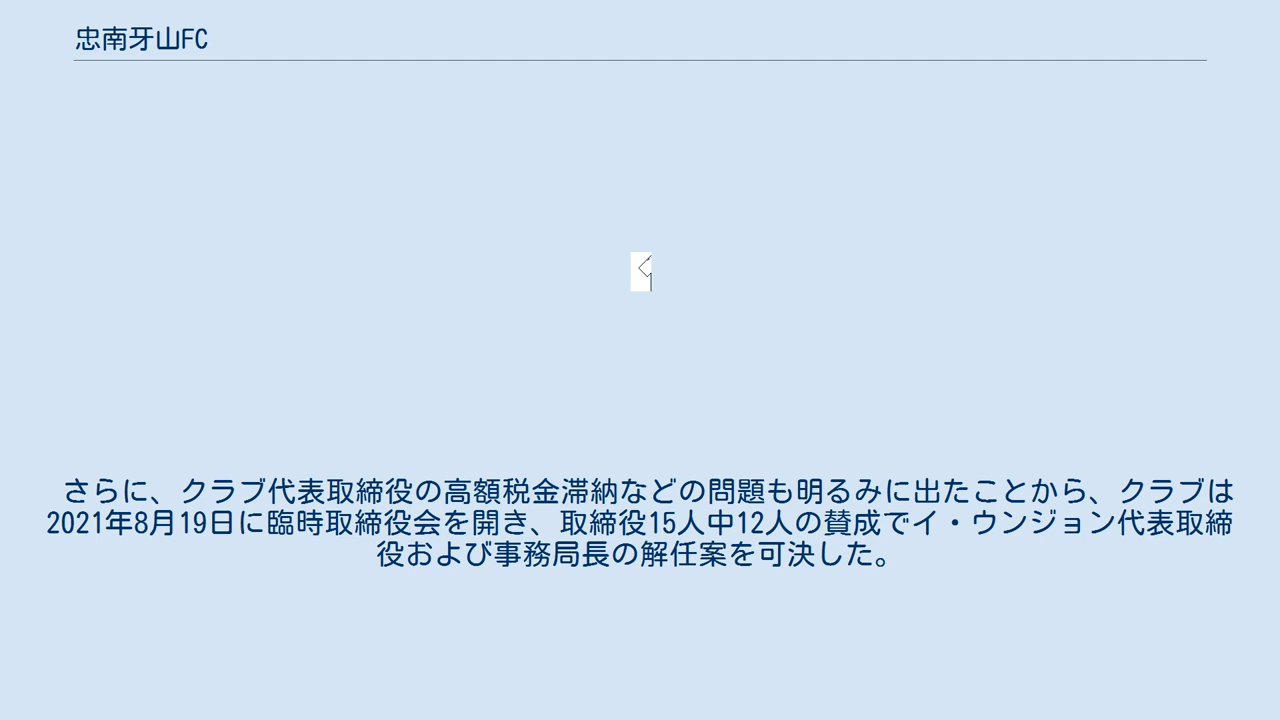 忠南牙山FC
さらに、クラブ代表取締役の高額税金滞納などの問題も明るみに出たことから、クラブは
2021年8月19日に臨時取締役会を開き、取締役15人中12人の賛成でイ・ウンジョン代表取締
役および事務局長の解任案を可決した。